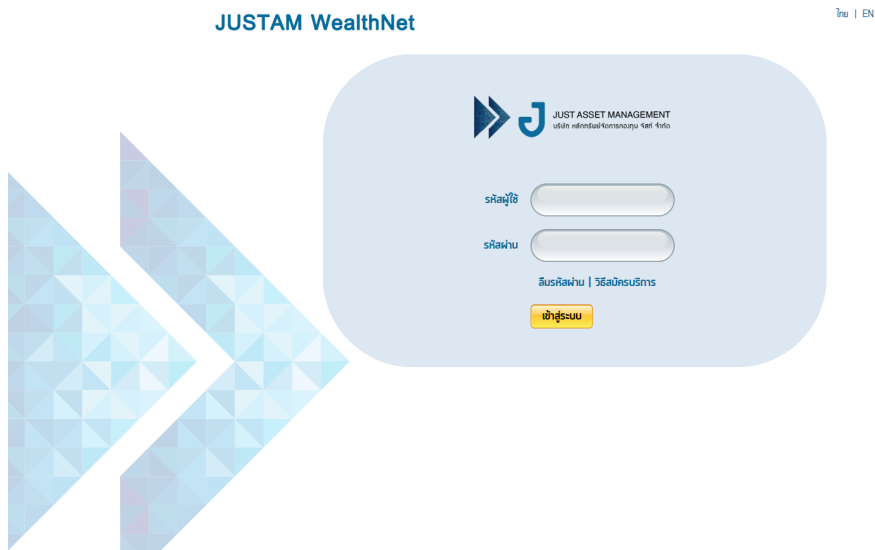 JUSTAM WealthNet
ไทย | EN
JUST ASSET MANAGEMENT
บริษัท หลักทรัพย์จัดการกองทุน จัสท์ จำกัด
รหัสผู้ใช้
รหัสผ่าน
ลืมรหัสผ่าน | วิธีสมัครบริการ
เข้าสู่ระบบ